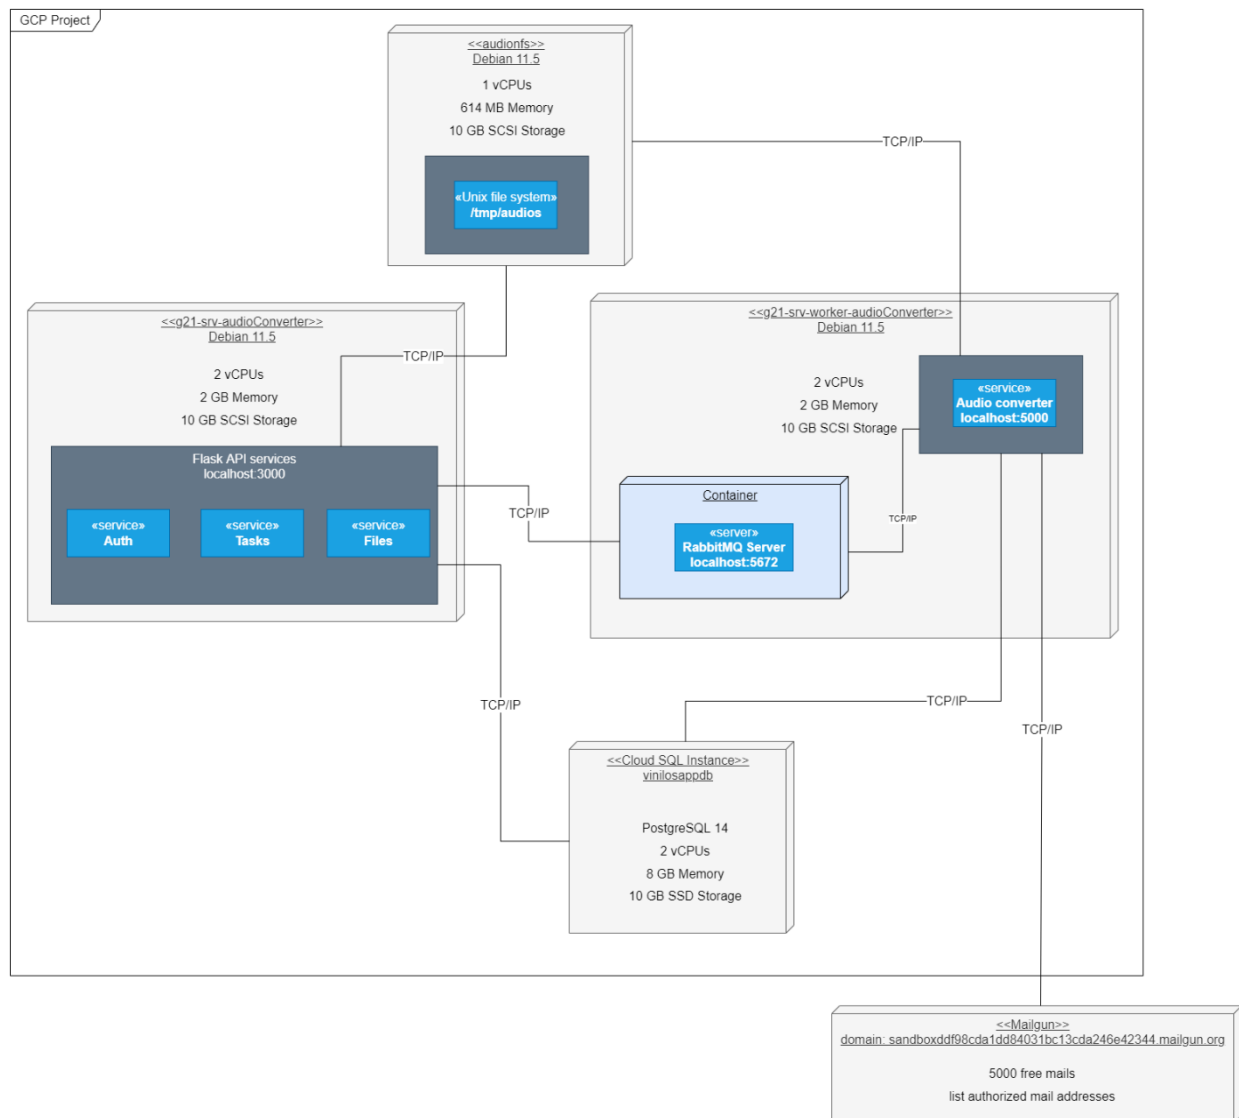 GCP Project
<<audionfs>>
Debian 11.5
1 vCPUs
614 MB Memory
10 GB SCSI Storage
«Unix file system»
/tmp/audios
TCP/IP
<<g21-srv-audioConverter>>
Debian 11.5
2 vCPUs
2 GB Memory
10 GB SCSI Storage
TCP/IP
Flask API services
localhost:3000
«service»
Auth
«service»
Tasks
«service»
Files
TCP/IP
<<g21-srv-worker-audioConverter>>
Debian 11.5
2 vCPUs
2 GB Memory
10 GB SCSI Storage
«service»
Audio converter
localhost:5000
Container
«server»
RabbitMQ Server
localhost:5672
TCP/IP
TCP/IP
TCP/IP
TCP/IP
<<Cloud SQL Instance>>
vinilosappdb
PostgreSQL 14
2 vCPUs
8 GB Memory
10 GB SSD Storage
<<Mailgun>>
domain: sandboxddf98cda1dd84031bc13cda246e42344.mailgun.org
5000 free mails
list authorized mail addresses